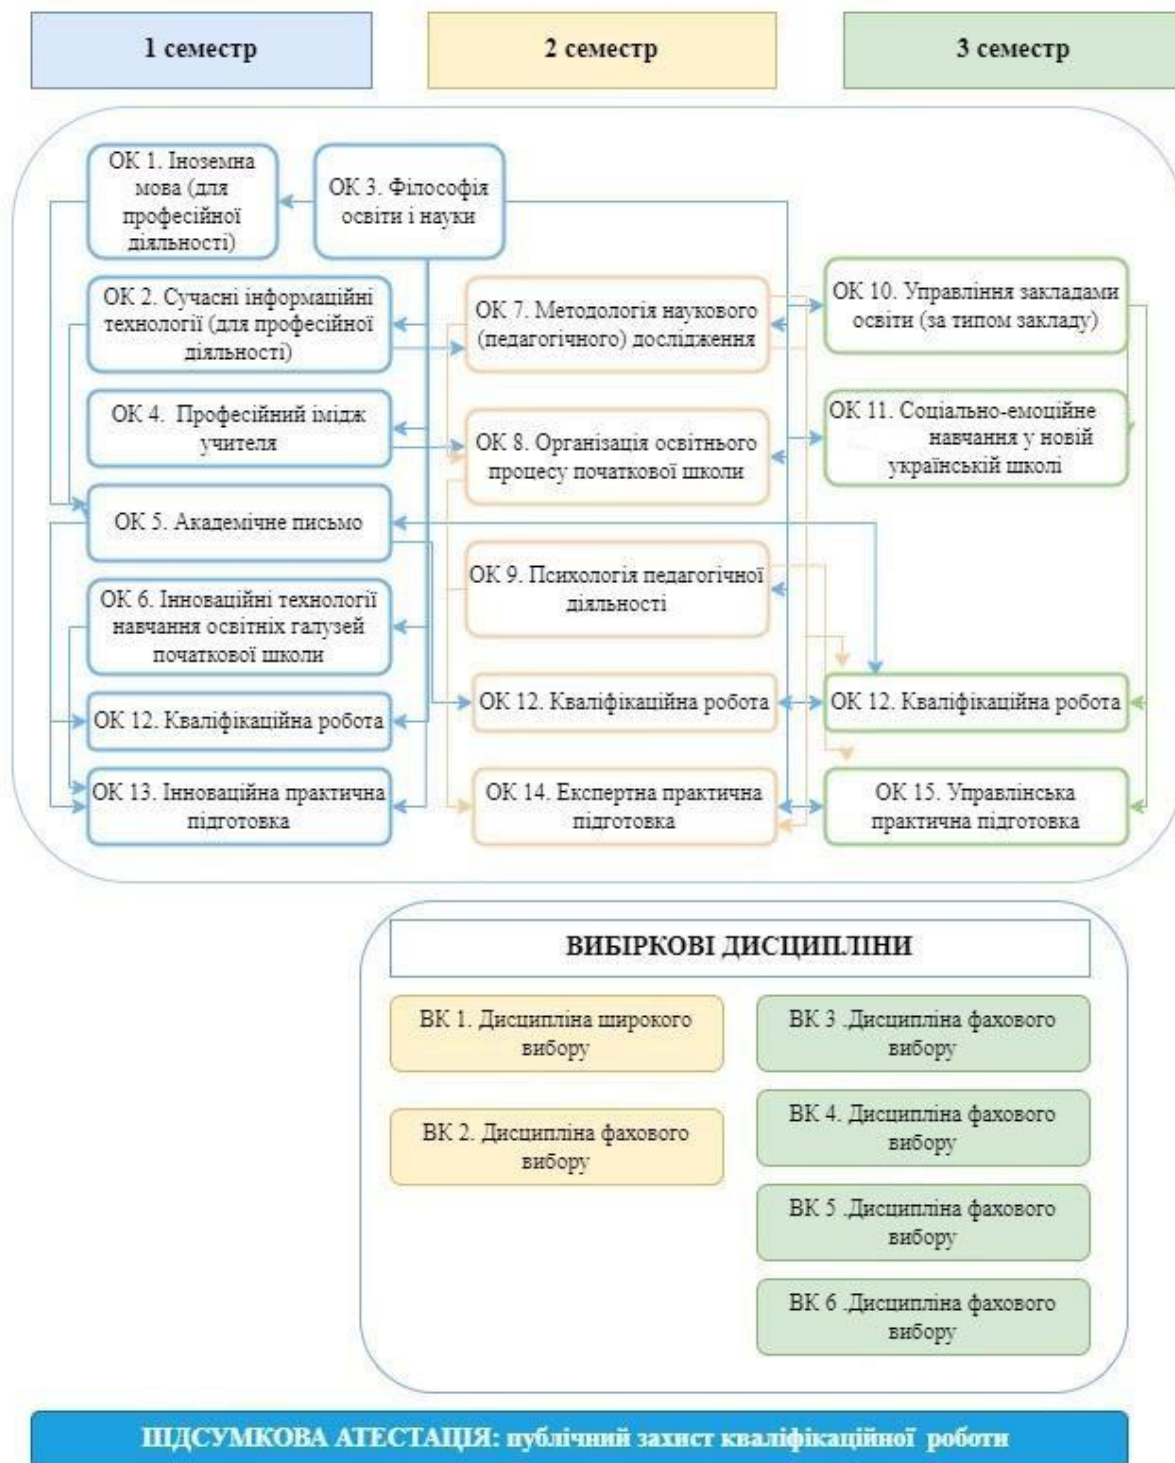 1 семестр
2 семестр
3 семестр
ОК 1. Іноземна
мова (для
професійної
діяльності)
ОК 3. Філософія
освіти і науки
ОК 2. Сучасні інформаційні
технології (для професійної
діяльності)
ОК 4. Професійний імідж
учителя
ОК 5. Академічне письмо
ОК 6. Інноваційні технології
навчання освітніх галузей
початкової школи
ОК 12. Кваліфікаційна робота
ОК 13. Інноваційна практична
підготовка
ОК 7. Методологія наукового
(педагогічного) дослідження
ОК 8. Організація освітнього
процесу початкової школи
ОК 9. Психологія педагогічної
діяльності
ОК 12. Кваліфікаційна робота
ОК 14. Експертна практична
підготовка
ОК 10. Управління закладами
освіти (за типом закладу)
ОК 11. Соціально-емоційне
навчання у новій
українській школі
ОК 12. Кваліфікаційна робота
ОК 15. Управлінська
практична підготовка
ВИБІРКОВІ ДИСЦИПЛІНИ
ВК 1. Дисципліна широкого
вибору
ВК 2. Дисципліна фахового
вибору
ВК 3 .Дисципліна фахового
вибору
ВК 4. Дисципліна фахового
вибору
ВК 5 .Дисципліна фахового
вибору
ВК 6 .Дисципліна фахового
вибору
ПІДСУМКОВА АТЕСТАЦІЯ: публічний захист кваліфікаційної роботи